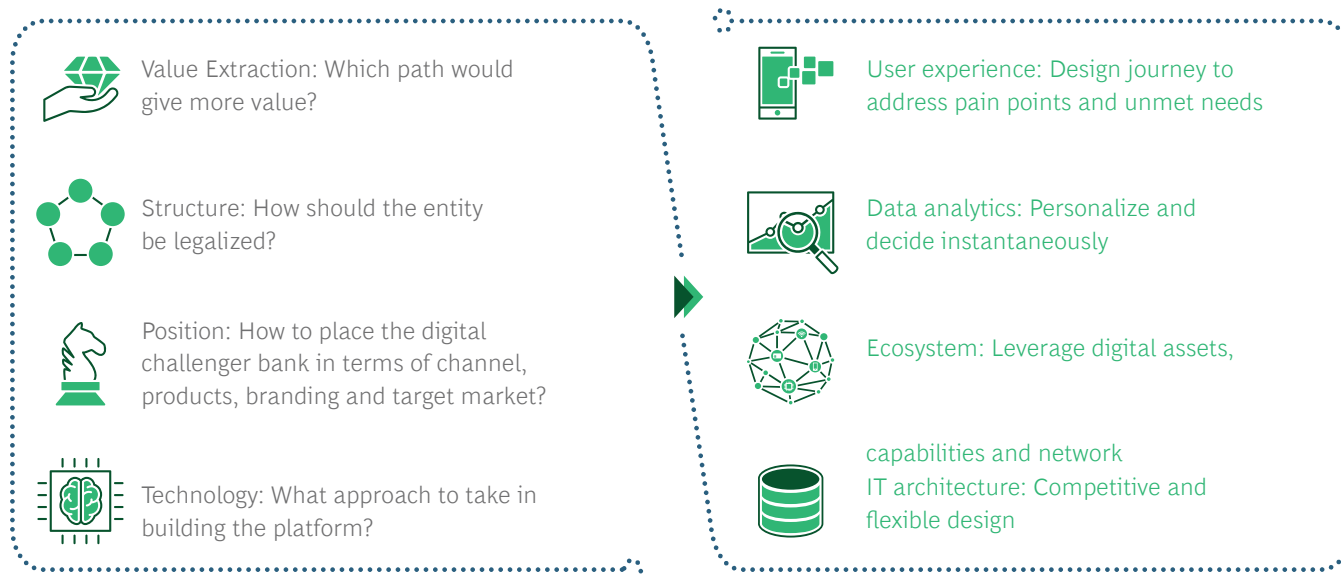 Value Extraction: Which path would
give more value?
Structure: How should the entity
be legalized?
Position: How to place the digital
challenger bank in terms of channel,
products, branding and target market?
Technology: What approach to take in
building the platform?
User experience: Design journey to
address pain points and unmet needs
Data analytics: Personalize and
decide instantaneously
Ecosystem: Leverage digital assets,
capabilities and network
IT architecture: Competitive and
flexible design